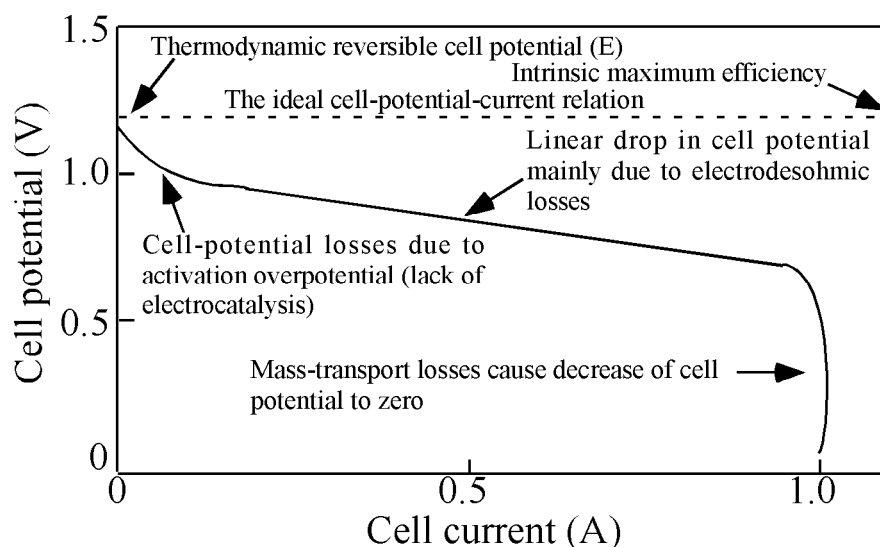 1.5
Thermodynamic reversible cell potential (E)
Intrinsic maximum efficiency
The ideal cell-potential-current relation
Linear drop in cell potential
mainly due to electrodesohmic
losses
1.0
Cell-potential losses due to
activation overpotential (lack of
electrocatalysis)
Cell potential (V)
0.5
Mass-transport losses cause decrease of cell
potential to zero
0
0
0.5
1.0
Cell current (A)